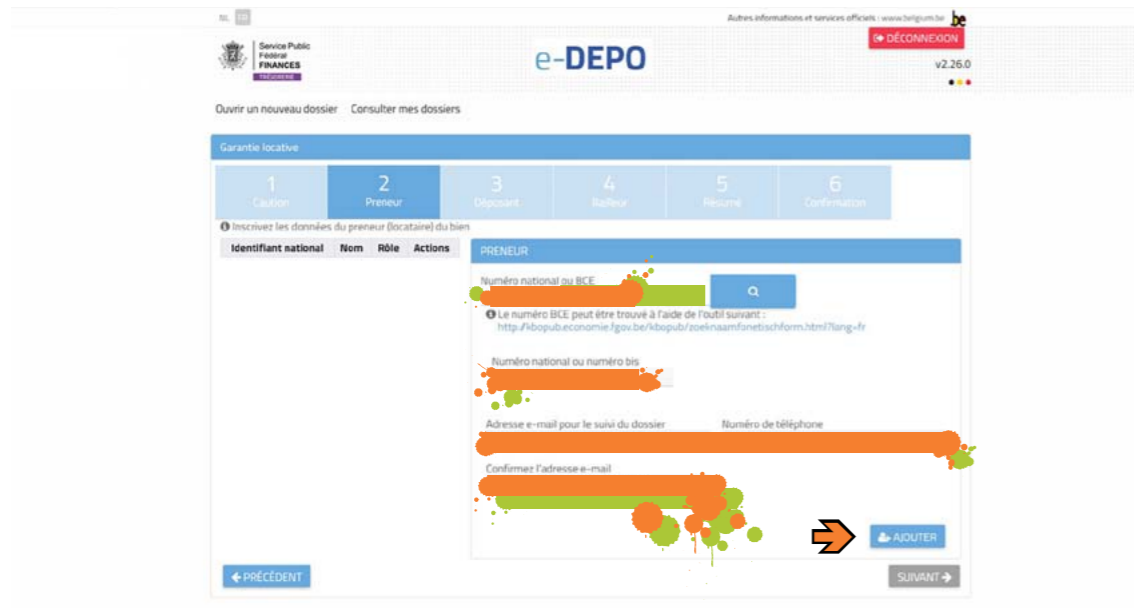 NL FR
Autres informations et services officiels : www.belgium.be
be
DÉCONNEXION
Service Public
Fédéral
FINANCES
TRÉSORERIE
e-DEPO
v2.26.0
Ouvrir un nouveau dossier Consulter mes dossiers
Garantie locative
1
Caution
2
Preneur
3
Déposant
4
Bailleur
5
Résumé
6
Confirmation
Inscrivez les données du preneur (locataire) du bien
Identifiant national Nom Rôle Actions
PRENEUR
Numéro national ou BCE
Le numéro BCE peut être trouvé à l'aide de l'outil suivant :
http://kbopub.economie.fgov.be/kbopub/zoeknaamfonetischform.html?lang=fr
Numéro national ou numéro bis
Adresse e-mail pour le suivi du dossier Numéro de téléphone
Confirmez l'adresse e-mail
AJOUTER
PRÉCÉDENT
SUIVANT